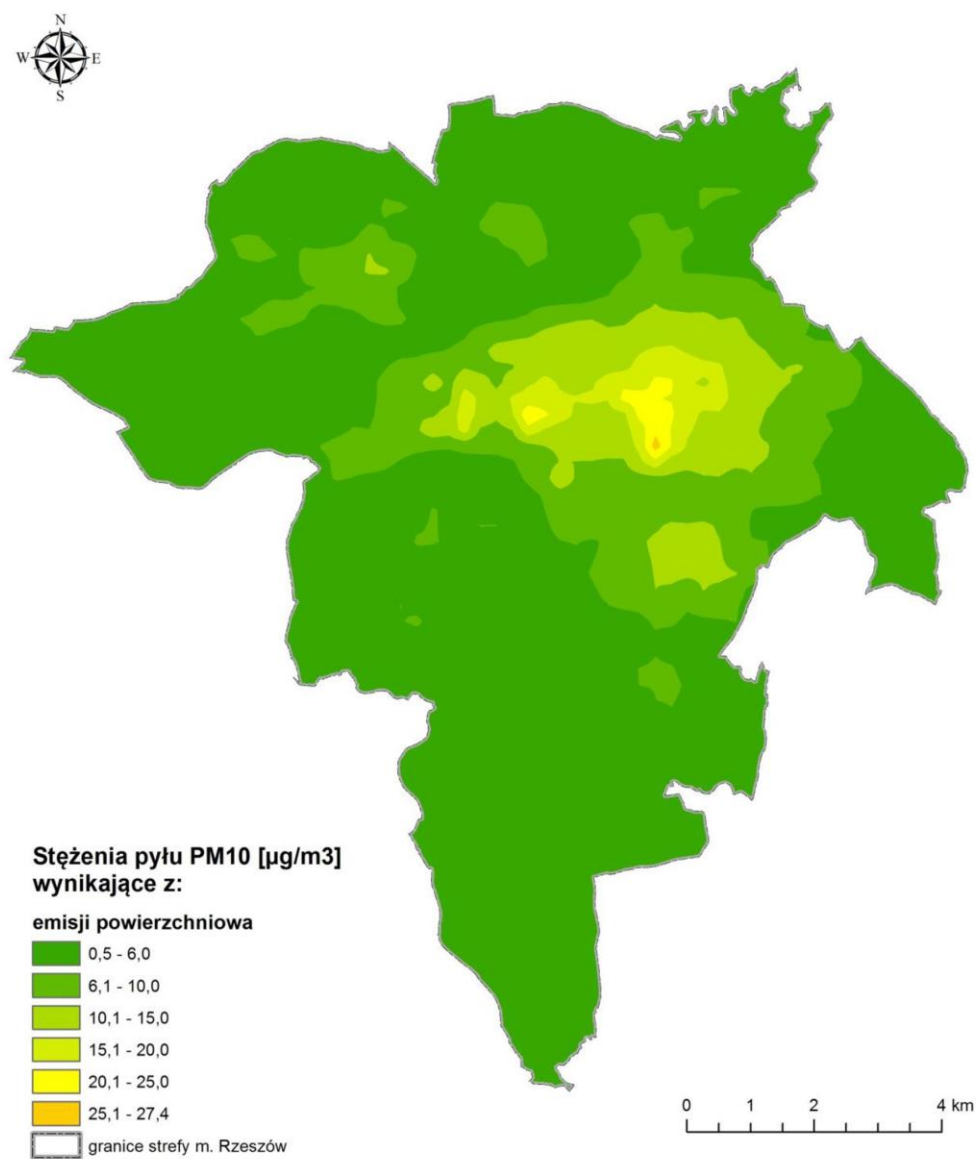 N
W E
S
Stężenia pyłu PM10 [µg/m3]
wynikające z:
emisji powierzchniowa
0,5 - 6,0
6,1 - 10,0
10,1 - 15,0
15,1 - 20,0
20,1 - 25,0
25,1 - 27,4
granice strefy m. Rzeszów
0 1 2 4 km